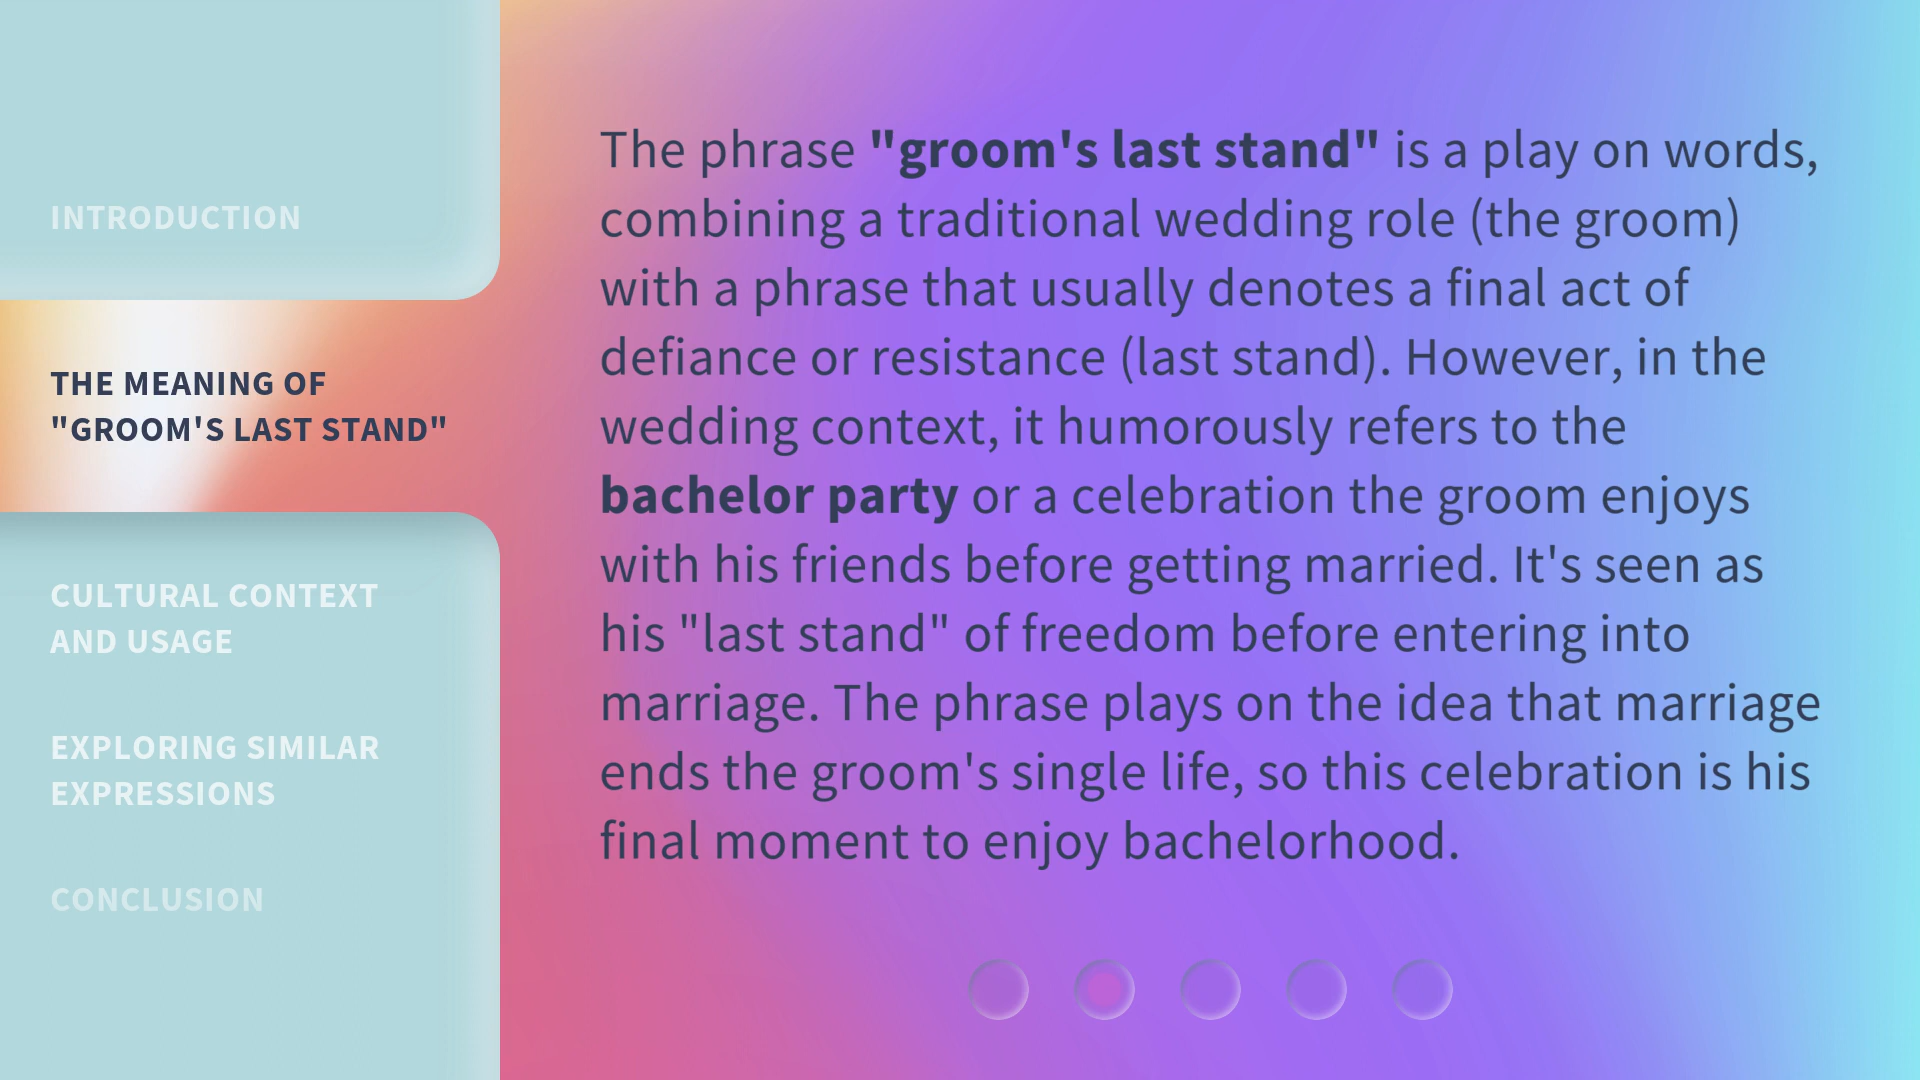 INTRODUCTION
THE MEANING OF
"GROOM'S LAST STAND"
CULTURAL CONTEXT
AND USAGE
EXPLORING SIMILAR
EXPRESSIONS
CONCLUSION
The phrase "groom's last stand" is a play on words,
combining a traditional wedding role (the groom)
with a phrase that usually denotes a final act of
defiance or resistance (last stand). However, in the
wedding context, it humorously refers to the
bachelor party or a celebration the groom enjoys
with his friends before getting married. It's seen as
his "last stand" of freedom before entering into
marriage. The phrase plays on the idea that marriage
ends the groom's single life, so this celebration is his
final moment to enjoy bachelorhood.